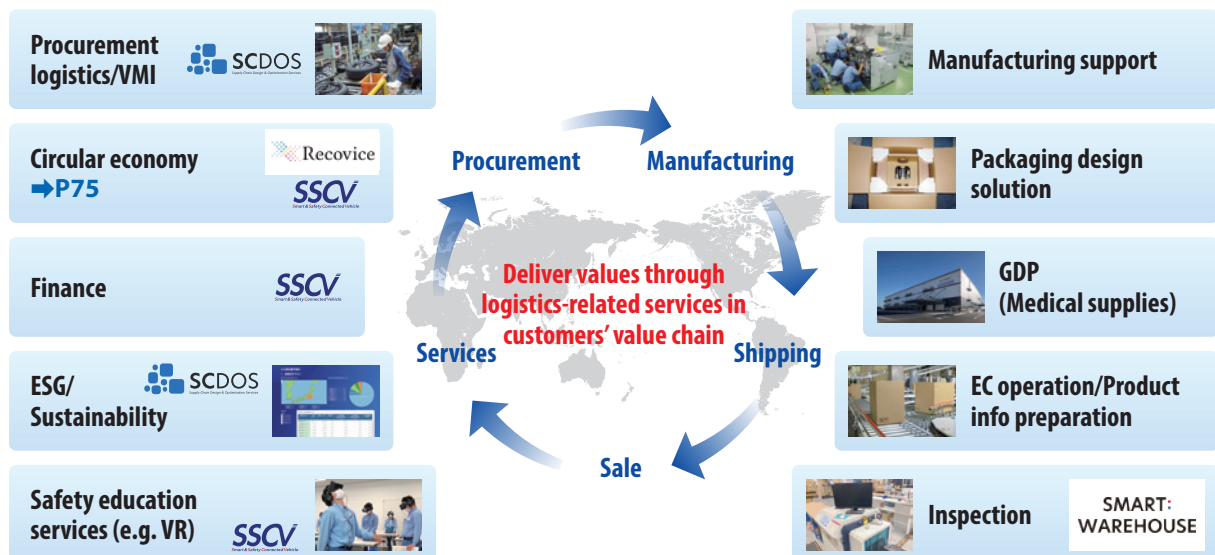 Procurement
logistics/VMI
SCDOS
Supply Chain Design & Optimization Services
Circular economy
➡P75
Recovice
SSCV
Smart & Safety Connected Vehicle
Finance
SSCV
Smart & Safety Connected Vehicle
ESG/
Sustainability
SCDOS
Supply Chain Design & Optimization Services
Safety education
services (e.g. VR)
SSCV
Smart & Safety Connected Vehicle
Procurement
Manufacturing
Deliver values through
logistics-related services in
customers' value chain
Services
Shipping
Sale
Manufacturing support
Packaging design
solution
GDP
(Medical supplies)
EC operation/Product
info preparation
Inspection
SMART:
WAREHOUSE